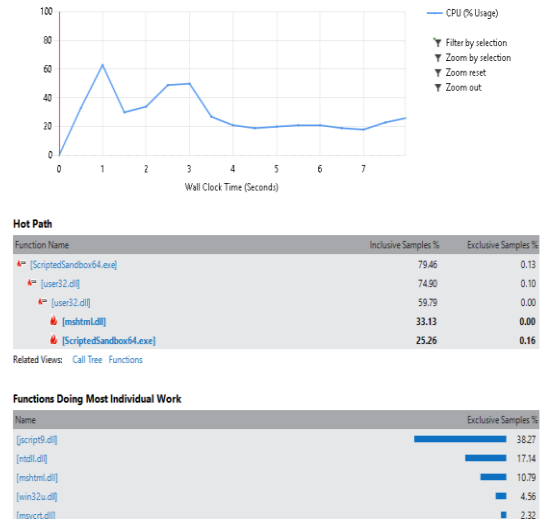 100
CPU (% Usage)
80
Filter by selection
Zoom by selection
60
Zoom reset
Zoom out
40
20
0
0 1 2 3 4 5 6 7
Wall Clock Time (Seconds)
Hot Path
Function Name Inclusive Samples % Exclusive Samples %
[ScriptedSandbox64.exe] 79.46 0.13
[user32.dll] 74.90 0.10
[user32.dll] 59.79 0.00
[mshtml.dll] 33.13 0.00
[ScriptedSandbox64.exe] 25.26 0.16
Related Views: Call Tree Functions
Functions Doing Most Individual Work
Name Exclusive Samples %
[jscript9.dll] 38.27
[ntdll.dll] 17.14
[mshtml.dll] 10.79
[win32u.dll] 4.56
[msvcrt.dll] 2.32